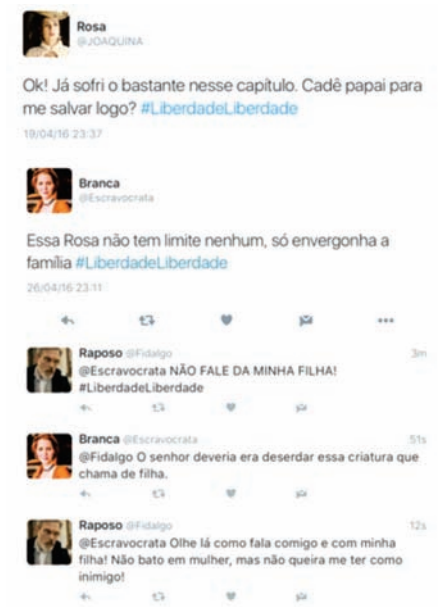 Rosa
@JOAQUINA
Ok! Já sofri o bastante nesse capítulo. Cadê papai para
me salvar logo? #LiberdadeLiberdade
19/04/16 23:37
Branca
@Escravocrata
Essa Rosa não tem limite nenhum, só envergonha a
família #LiberdadeLiberdade
26/04/16 23:11
Raposo @Fidalgo 3m
@Escravocrata NÃO FALE DA MINHA FILHA!
#LiberdadeLiberdade
Branca @Escravocrata 51s
@Fidalgo O senhor deveria era deserdar essa criatura que
chama de filha.
Raposo @Fidalgo 12s
@Escravocrata Olhe lá como fala comigo e com minha
filha! Não bato em mulher, mas não queira me ter como
inimigo!